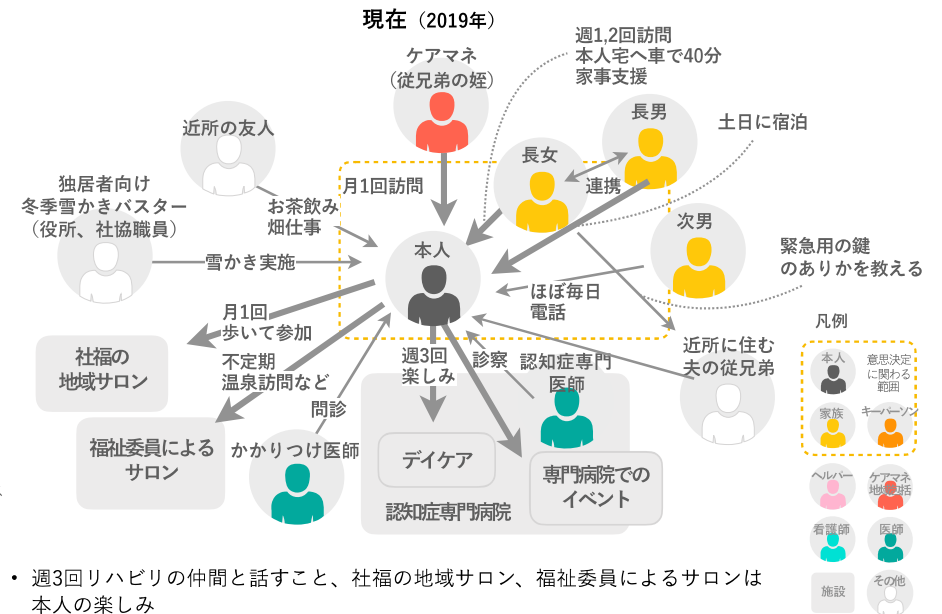 現在（2019年）
ケアマネ
（従兄弟の姪）
週1,2回訪問
本人宅へ車で40分
家事支援
長男
土日に宿泊
近所の友人
長女
連携
月1回訪問
独居者向け
冬季雪かきバスター
（役所、社協職員）
お茶飲み
畑仕事
次男
本人
雪かき実施
緊急用の鍵
のありかを教える
ほぼ毎日
電話
月1回
歩いて参加
社福の
地域サロン
不定期
温泉訪問など
週3回
楽しみ
診察
認知症専門
医師
近所に住む
夫の従兄弟
問診
福祉委員による
サロン
かかりつけ医師
デイケア
専門病院での
イベント
認知症専門病院
凡例
本人
意思決定
に関わる
範囲
家族
キーパーソン
ヘルパー
ケアマネ
地域包括
看護師
医師
施設
その他
• 週3回リハビリの仲間と話すこと、社福の地域サロン、福祉委員によるサロンは
本人の楽しみ